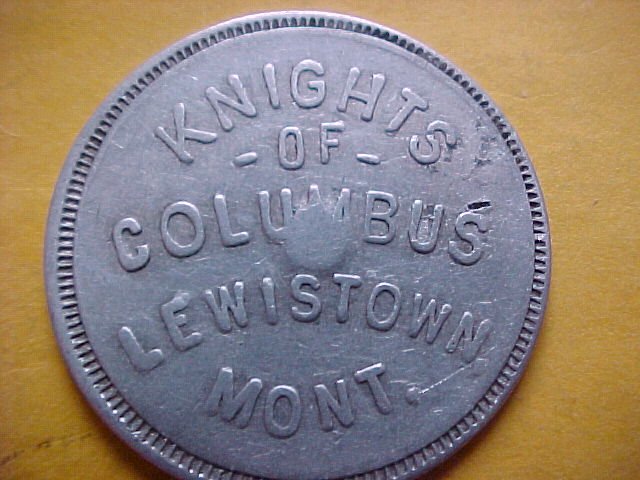 KNIGHTS
- OF -
COLUMBUS
LEWISTOWN
MONT.